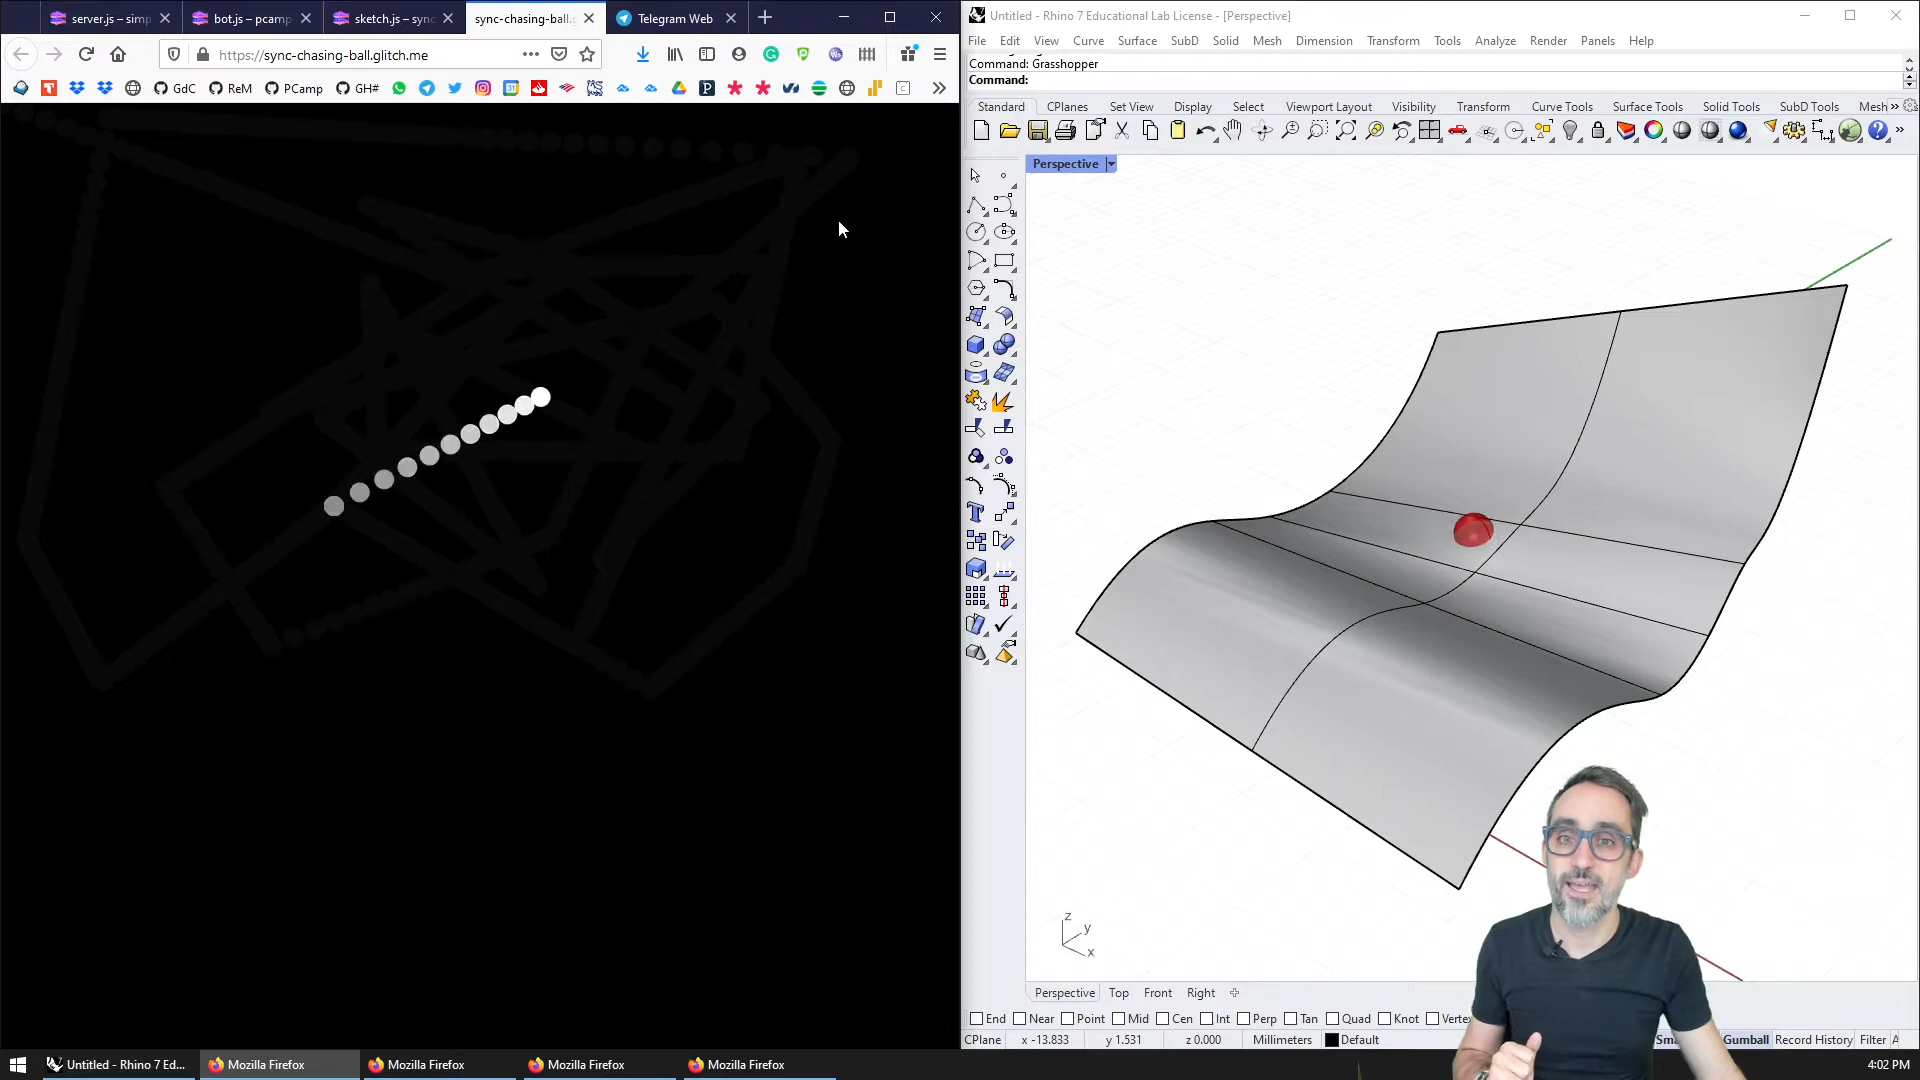 server.js – simp
bot.js – pcamp
sketch.js – sync
sync-chasing-ball.g
Telegram Web
https://sync-chasing-ball.glitch.me
GdC
ReM
PCamp
GH#
Untitled - Rhino 7 Educational Lab License - [Perspective]
File Edit View Curve Surface SubD Solid Mesh Dimension Transform Tools Analyze Render Panels Help
Command: Grasshopper
Command:
Standard CPlanes Set View Display Select Viewport Layout Visibility Transform Curve Tools Surface Tools Solid Tools SubD Tools Mesh
Perspective
z
y
x
Perspective Top Front Right
End Near Point Mid Cen Int Perp Tan Quad Knot Vertex
CPlane x -13.833 y 1.531 z 0.000 Millimeters Default Gumball Record History Filter
Untitled - Rhino 7 Ed...
Mozilla Firefox
Mozilla Firefox
Mozilla Firefox
Mozilla Firefox
4:02 PM